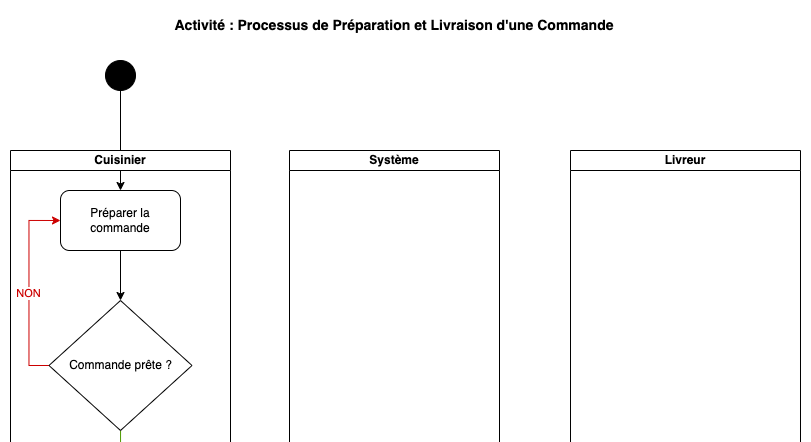 Activité : Processus de Préparation et Livraison d'une Commande
Cuisinier
Système
Livreur
Préparer la
commande
NON
Commande prête ?